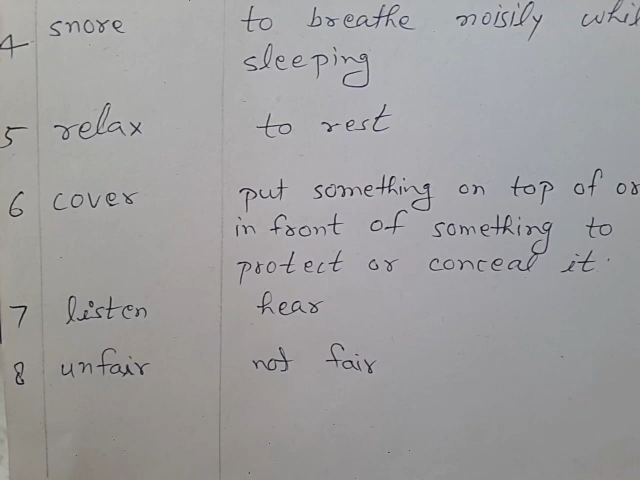 4 snore to breathe noisily
sleeping
5 relax to rest
6 cover put something on top of or
in front of something to
protect or conceal it.
7 listen hear
8 unfair not fair